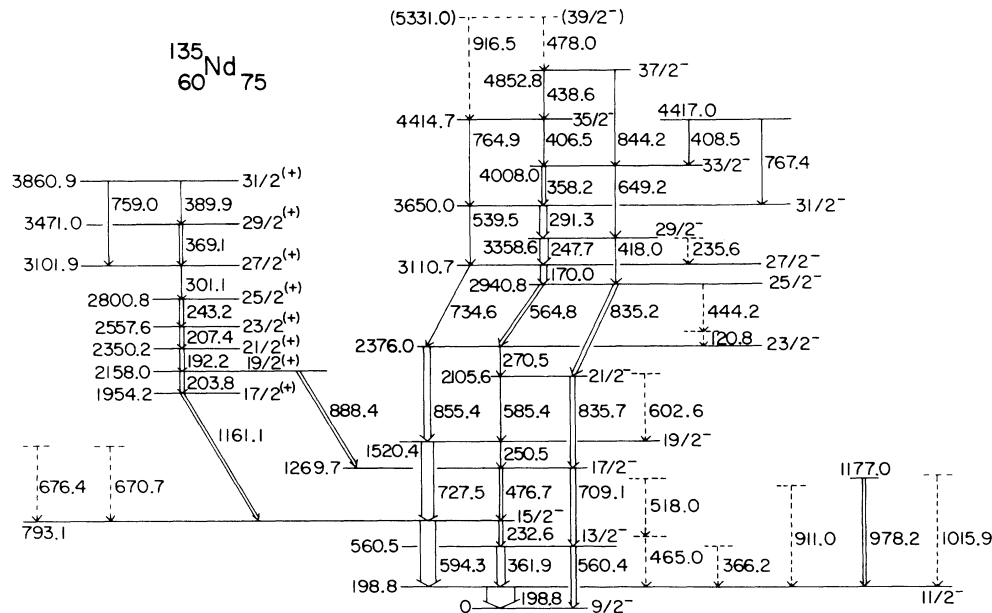 (5331.0) (39/2⁻)
916.5 478.0
¹³⁵₆₀Nd₇₅
4852.8 37/2⁻
438.6
4414.7 35/2⁻ 4417.0
764.9 406.5 844.2 408.5
4008.0 33/2⁻ 767.4
3860.9 31/2⁽⁺⁾ 358.2 649.2
759.0 389.9 3650.0 31/2⁻
3471.0 29/2⁽⁺⁾ 539.5 291.3 29/2⁻
369.1 3358.6 247.7 418.0 235.6
3101.9 27/2⁽⁺⁾ 3110.7 27/2⁻
301.1 2940.8 170.0 25/2⁻
2800.8 25/2⁽⁺⁾ 734.6 564.8 835.2 444.2
243.2
2557.6 23/2⁽⁺⁾ 120.8
207.4 2376.0 23/2⁻
2350.2 21/2⁽⁺⁾ 270.5
192.2 19/2⁽⁺⁾
2158.0 2105.6 21/2⁻
203.8
1954.2 17/2⁽⁺⁾ 888.4 855.4 585.4 835.7 602.6
1161.1 1520.4 19/2⁻
250.5
1269.7 17/2⁻ 1177.0
676.4 670.7 727.5 476.7 709.1 518.0
793.1 15/2⁻
232.6 13/2⁻ 911.0 978.2 1015.9
560.5
594.3 361.9 560.4 465.0 366.2
198.8 11/2⁻
198.8
0 9/2⁻